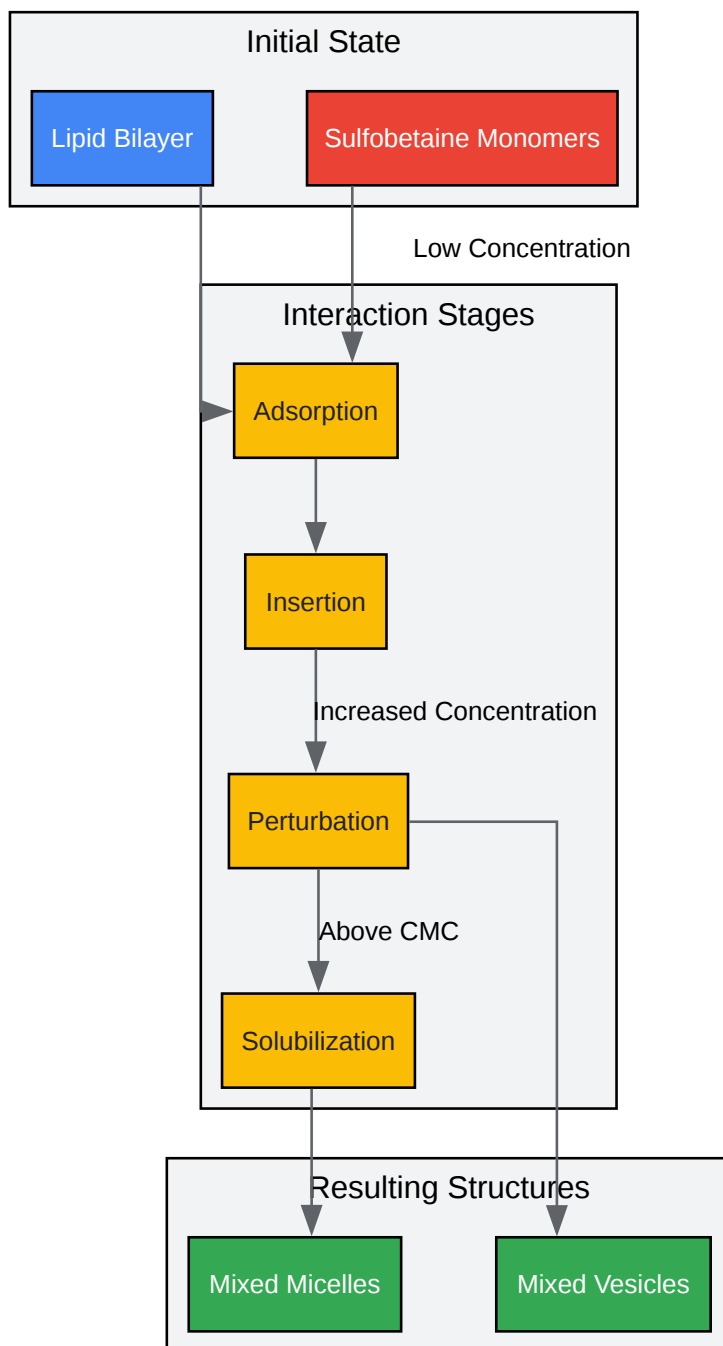 Initial State
Lipid Bilayer
Sulfobetaine Monomers
Low Concentration
Interaction Stages
Adsorption
Insertion
Increased Concentration
Perturbation
Above CMC
Solubilization
Resulting Structures
Mixed Micelles
Mixed Vesicles